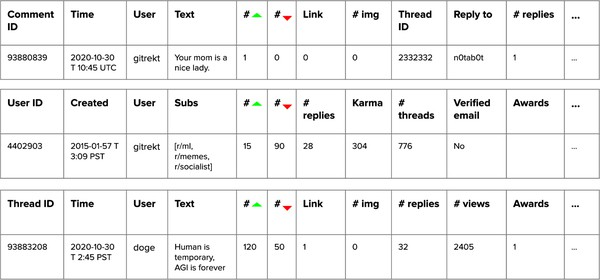 Comment ID Time User Text # # Link # img Thread ID Reply to # replies ...
93880839 2020-10-30 T 10:45 UTC gitrekt Your mom is a nice lady. 1 0 0 0 2332332 n0tab0t 1 ...
User ID Created User Subs # # # replies Karma # threads Verified email Awards ...
4402903 2015-01-57 T 3:09 PST gitrekt [r/ml, r/memes, r/socialist] 15 90 28 304 776 No ...
Thread ID Time User Text # # Link # img # replies # views Awards ...
93883208 2020-10-30 T 2:45 PST doge Human is temporary, AGI is forever 120 50 1 0 32 2405 1 ...